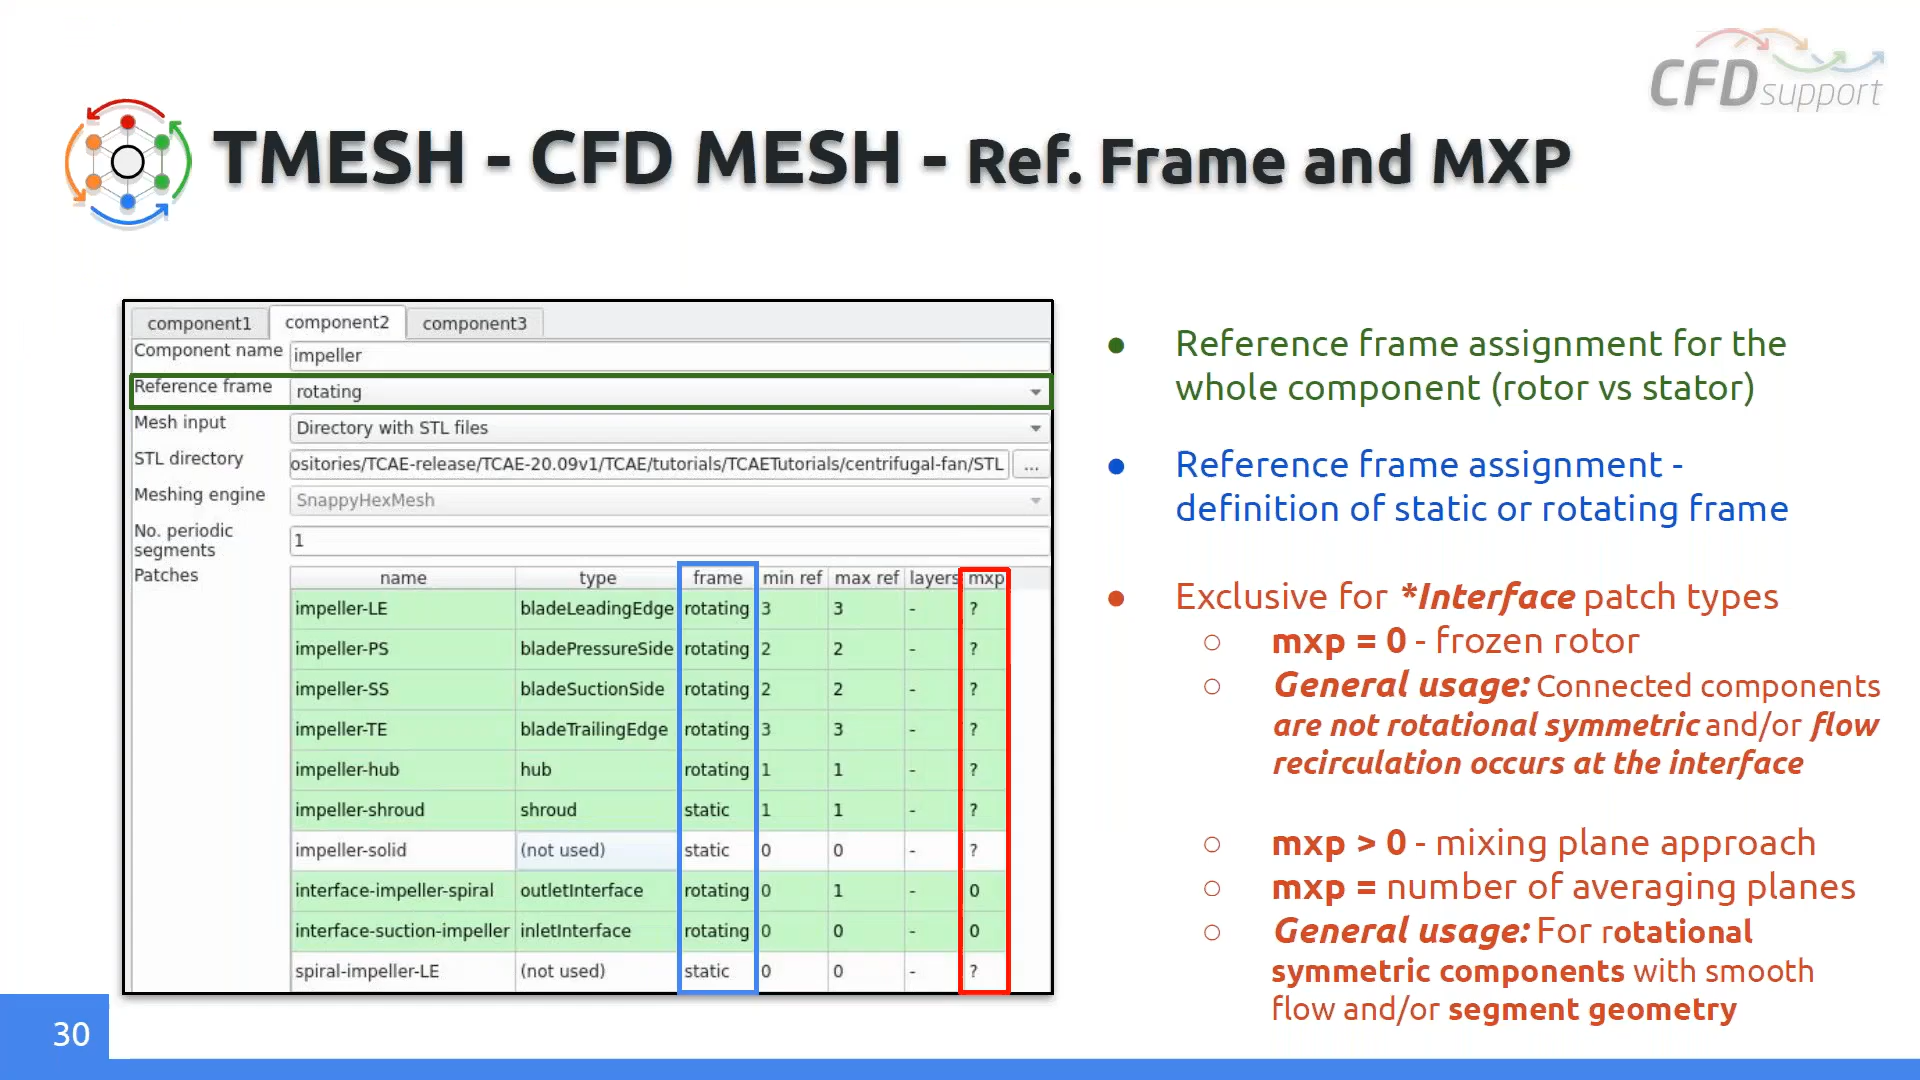 CFD support
TMESH - CFD MESH - Ref. Frame and MXP
component1 component2 component3
Component name impeller
Reference frame rotating
Mesh input Directory with STL files
STL directory ositories/TCAE-release/TCAE-20.09v1/TCAE/tutorials/TCAETutorials/centrifugal-fan/STL ...
Meshing engine SnappyHexMesh
No. periodic
segments 1
Patches name type frame min ref max ref layers mxp
impeller-LE bladeLeadingEdge rotating 3 3 - ?
impeller-PS bladePressureSide rotating 2 2 - ?
impeller-SS bladeSuctionSide rotating 2 2 - ?
impeller-TE bladeTrailingEdge rotating 3 3 - ?
impeller-hub hub rotating 1 1 - ?
impeller-shroud shroud static 1 1 - ?
impeller-solid (not used) static 0 0 - ?
interface-impeller-spiral outletInterface rotating 0 1 - 0
interface-suction-impeller inletInterface rotating 0 0 - 0
spiral-impeller-LE (not used) static 0 0 - ?
● Reference frame assignment for the
whole component (rotor vs stator)
● Reference frame assignment -
definition of static or rotating frame
● Exclusive for *Interface patch types
○ mxp = 0 - frozen rotor
○ General usage: Connected components
are not rotational symmetric and/or flow
recirculation occurs at the interface
○ mxp > 0 - mixing plane approach
○ mxp = number of averaging planes
○ General usage: For rotational
symmetric components with smooth
flow and/or segment geometry
30